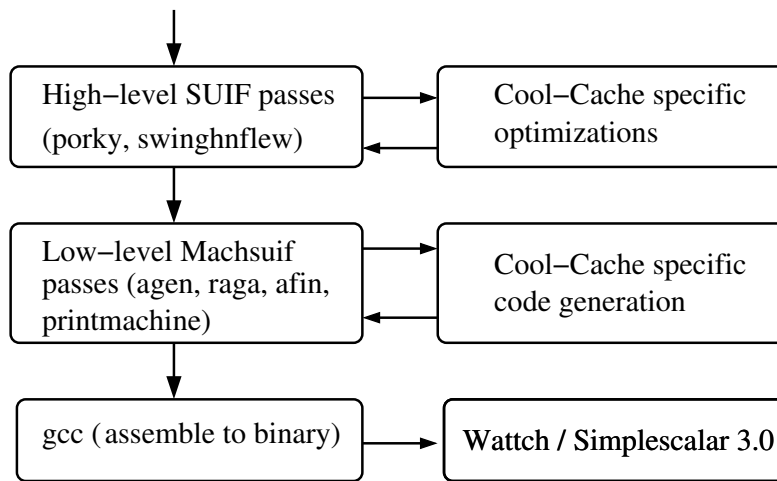 High−level SUIF passes
(porky, swinghnflew)
Cool−Cache specific
optimizations
Low−level Machsuif
passes (agen, raga, afin,
printmachine)
Cool−Cache specific
code generation
gcc (assemble to binary)
Wattch / Simplescalar 3.0